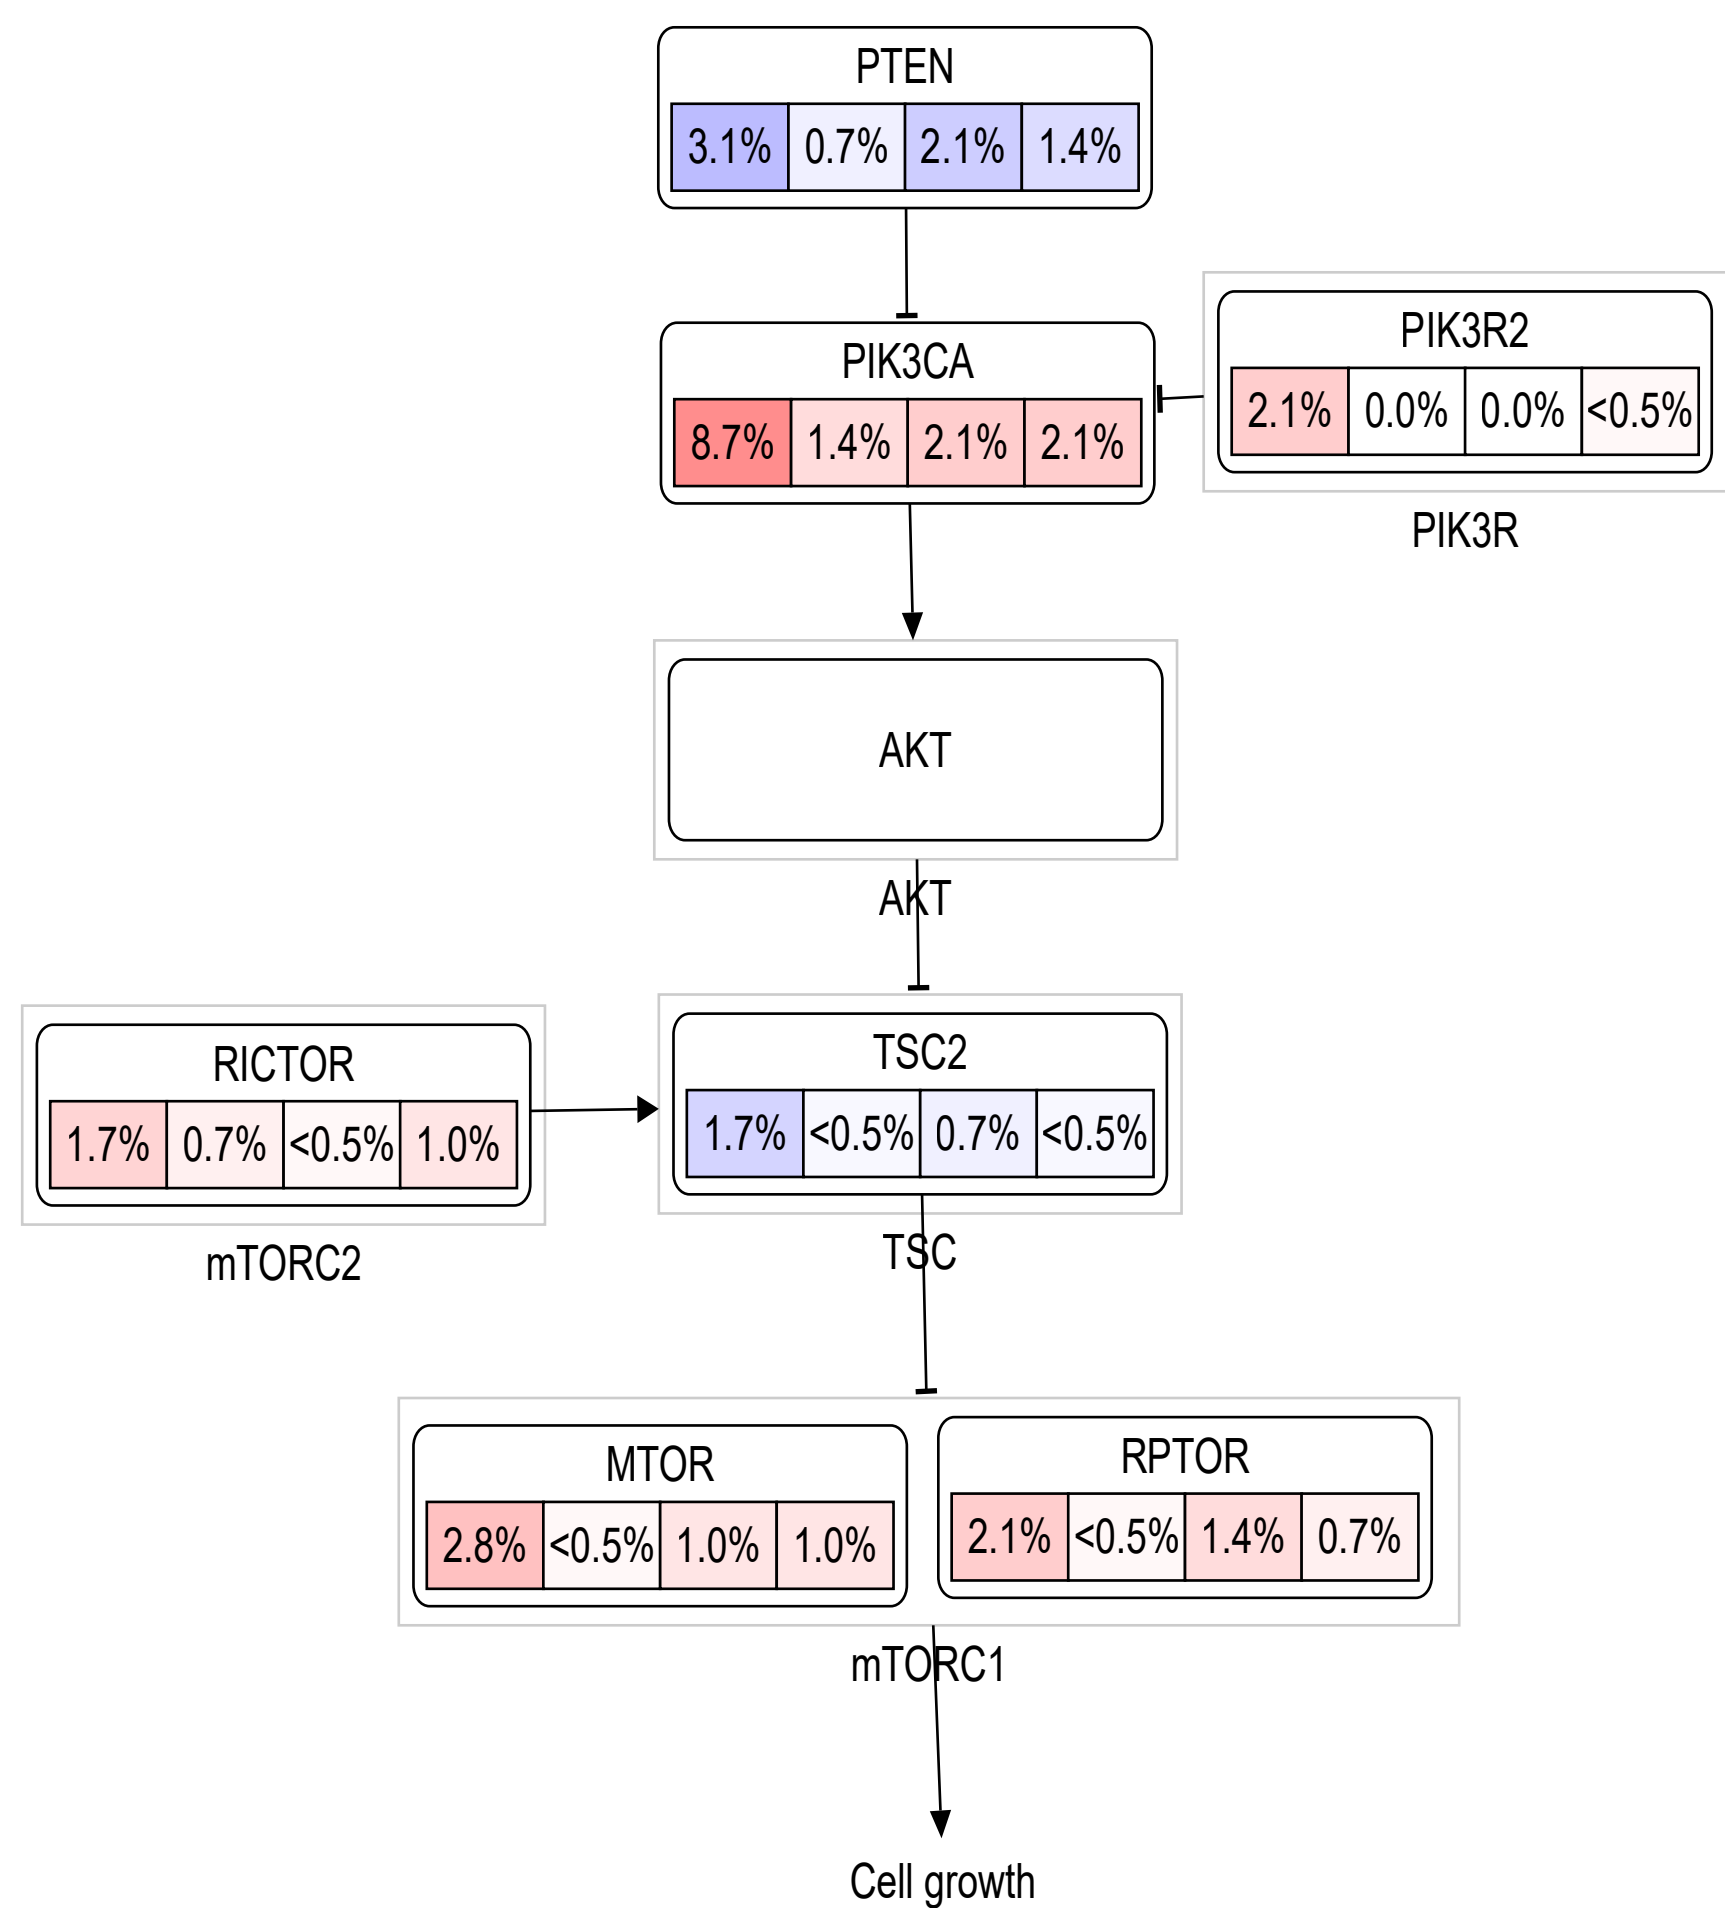 PTEN
3.1% 0.7% 2.1% 1.4%
PIK3R2
2.1% 0.0% 0.0% <0.5%
PIK3R
PIK3CA
8.7% 1.4% 2.1% 2.1%
AKT
AKT
RICTOR
1.7% 0.7% <0.5% 1.0%
mTORC2
TSC2
1.7% <0.5% 0.7% <0.5%
TSC
MTOR
2.8% <0.5% 1.0% 1.0%
RPTOR
2.1% <0.5% 1.4% 0.7%
mTORC1
Cell growth